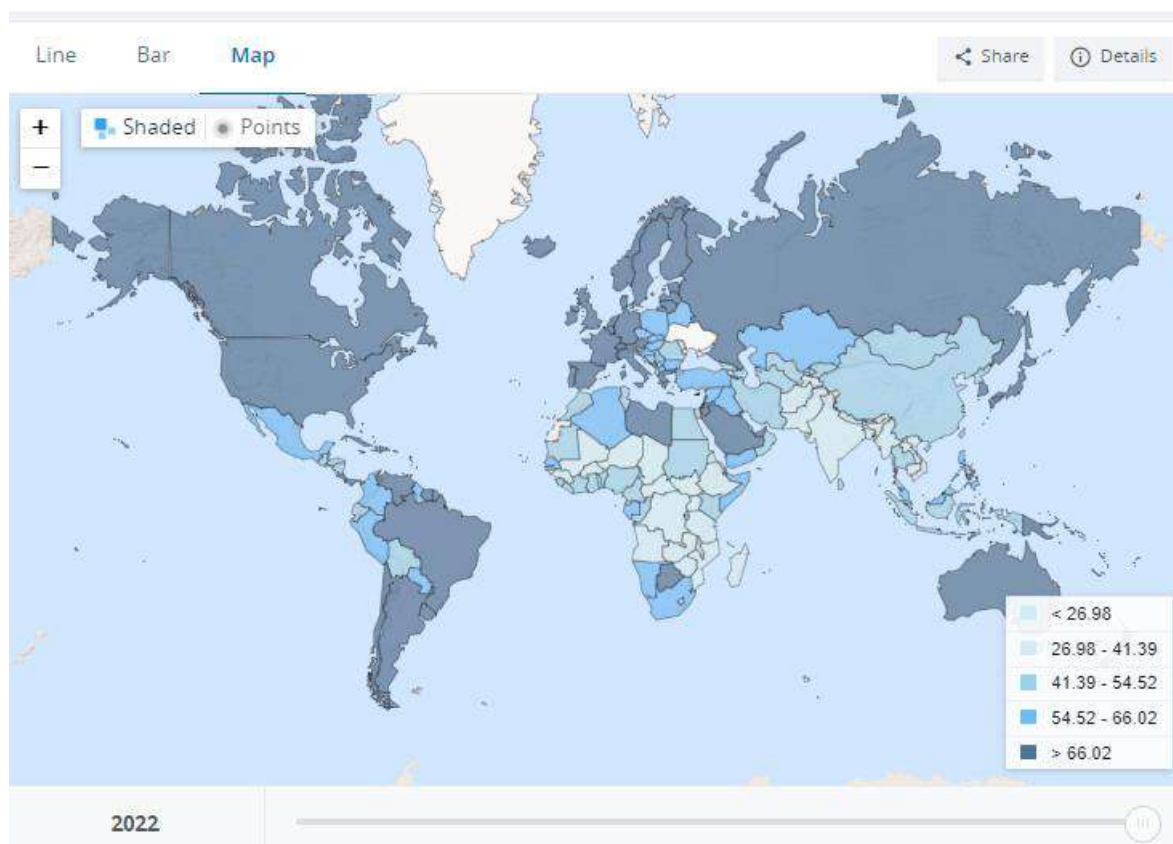 Line Bar Map Share Details
+ Shaded Points
−
< 26.98
26.98 - 41.39
41.39 - 54.52
54.52 - 66.02
> 66.02
2022